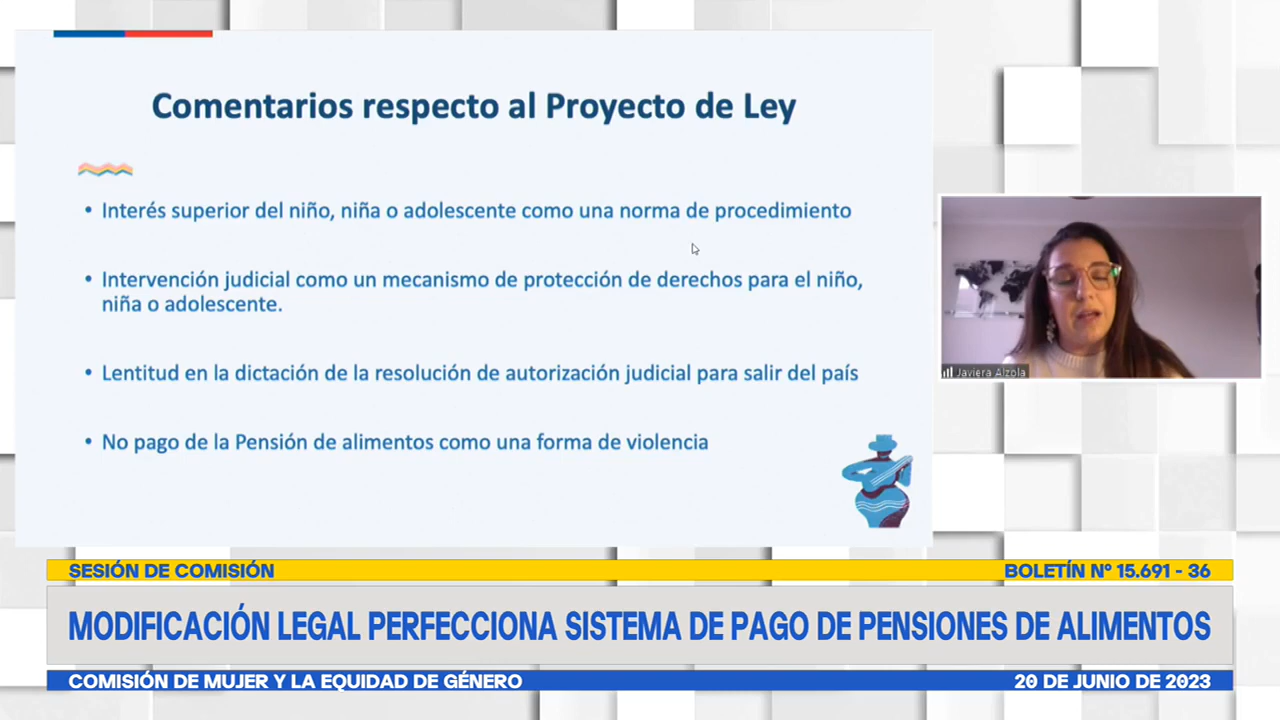 Comentarios respecto al Proyecto de Ley
• Interés superior del niño, niña o adolescente como una norma de procedimiento
• Intervención judicial como un mecanismo de protección de derechos para el niño,
niña o adolescente.
• Lentitud en la dictación de la resolución de autorización judicial para salir del país
• No pago de la Pensión de alimentos como una forma de violencia
Javiera Alzola
SESIÓN DE COMISIÓN
BOLETÍN N° 15.691 - 36
MODIFICACIÓN LEGAL PERFECCIONA SISTEMA DE PAGO DE PENSIONES DE ALIMENTOS
COMISIÓN DE MUJER Y LA EQUIDAD DE GÉNERO
20 DE JUNIO DE 2023